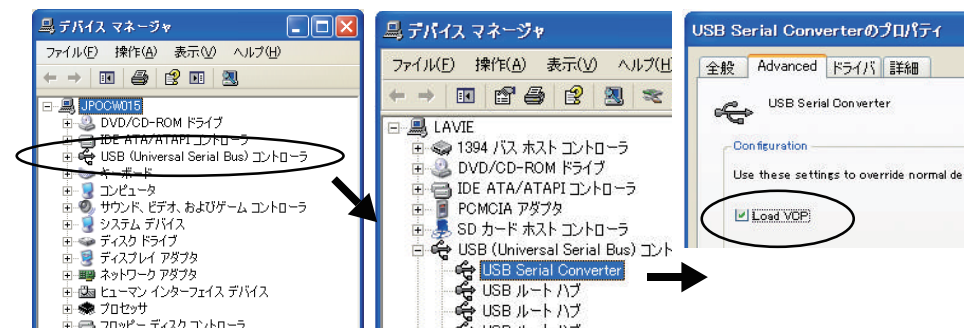 デバイス マネージャ
ファイル(F) 操作(A) 表示(V) ヘルプ(H)
JPOCW015
DVD/CD-ROM ドライブ
IDE ATA/ATAPI コントローラ
USB (Universal Serial Bus) コントローラ
キーボード
コンピュータ
サウンド、ビデオ、およびゲーム コントローラ
システム デバイス
ディスク ドライブ
ディスプレイ アダプタ
ネットワーク アダプタ
ヒューマン インターフェイス デバイス
プロセッサ
フロッピー ディスク コントローラ
デバイス マネージャ
ファイル(F) 操作(A) 表示(V) ヘルプ(H
LAVIE
1394 バス ホスト コントローラ
DVD/CD-ROM ドライブ
IDE ATA/ATAPI コントローラ
PCMCIA アダプタ
SD カード ホスト コントローラ
USB (Universal Serial Bus) コント
USB Serial Converter
USB ルート ハブ
USB ルート ハブ
USB ルート ハブ
USB Serial Converterのプロパティ
全般 Advanced ドライバ 詳細
USB Serial Converter
Configuration
Use these settings to override normal de
Load VCP